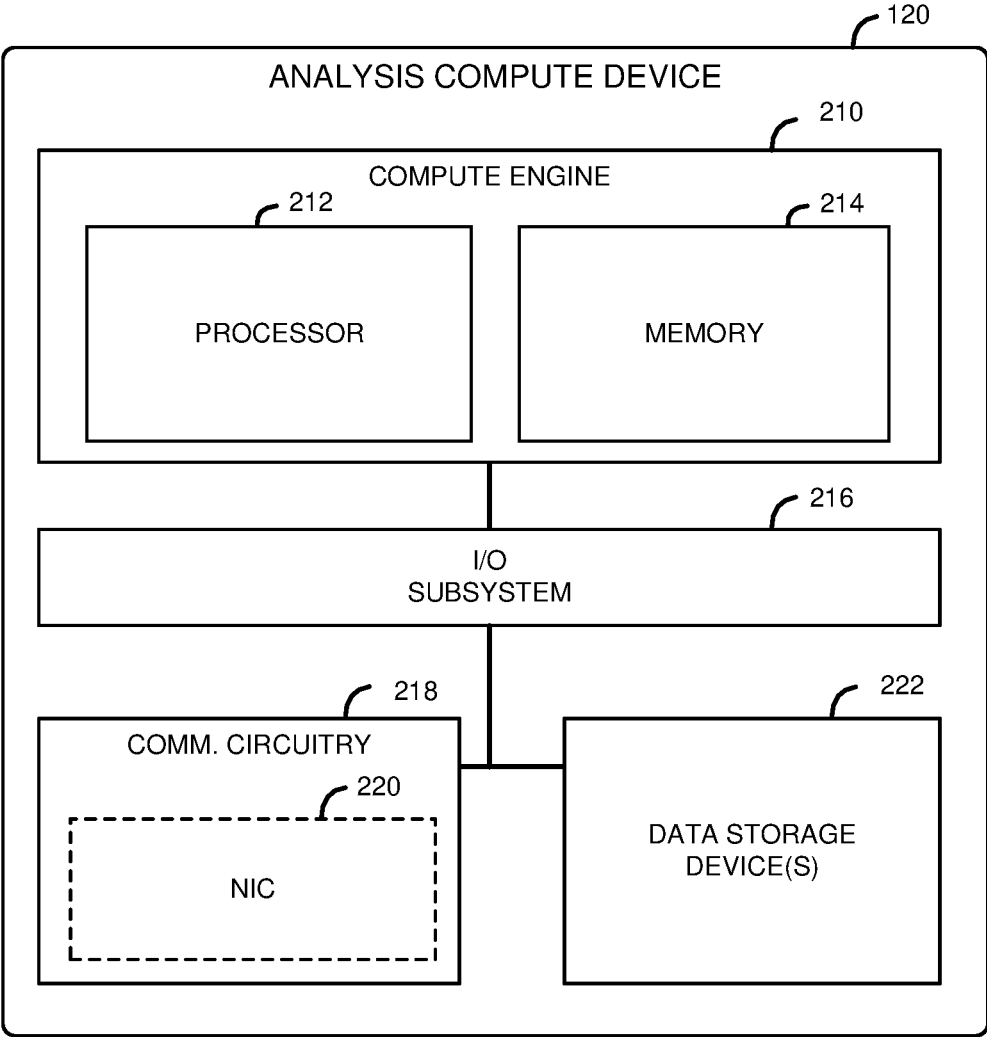 120
ANALYSIS COMPUTE DEVICE
210
COMPUTE ENGINE
212
214
PROCESSOR
MEMORY
216
I/O
SUBSYSTEM
218
222
COMM. CIRCUITRY
220
NIC
DATA STORAGE
DEVICE(S)